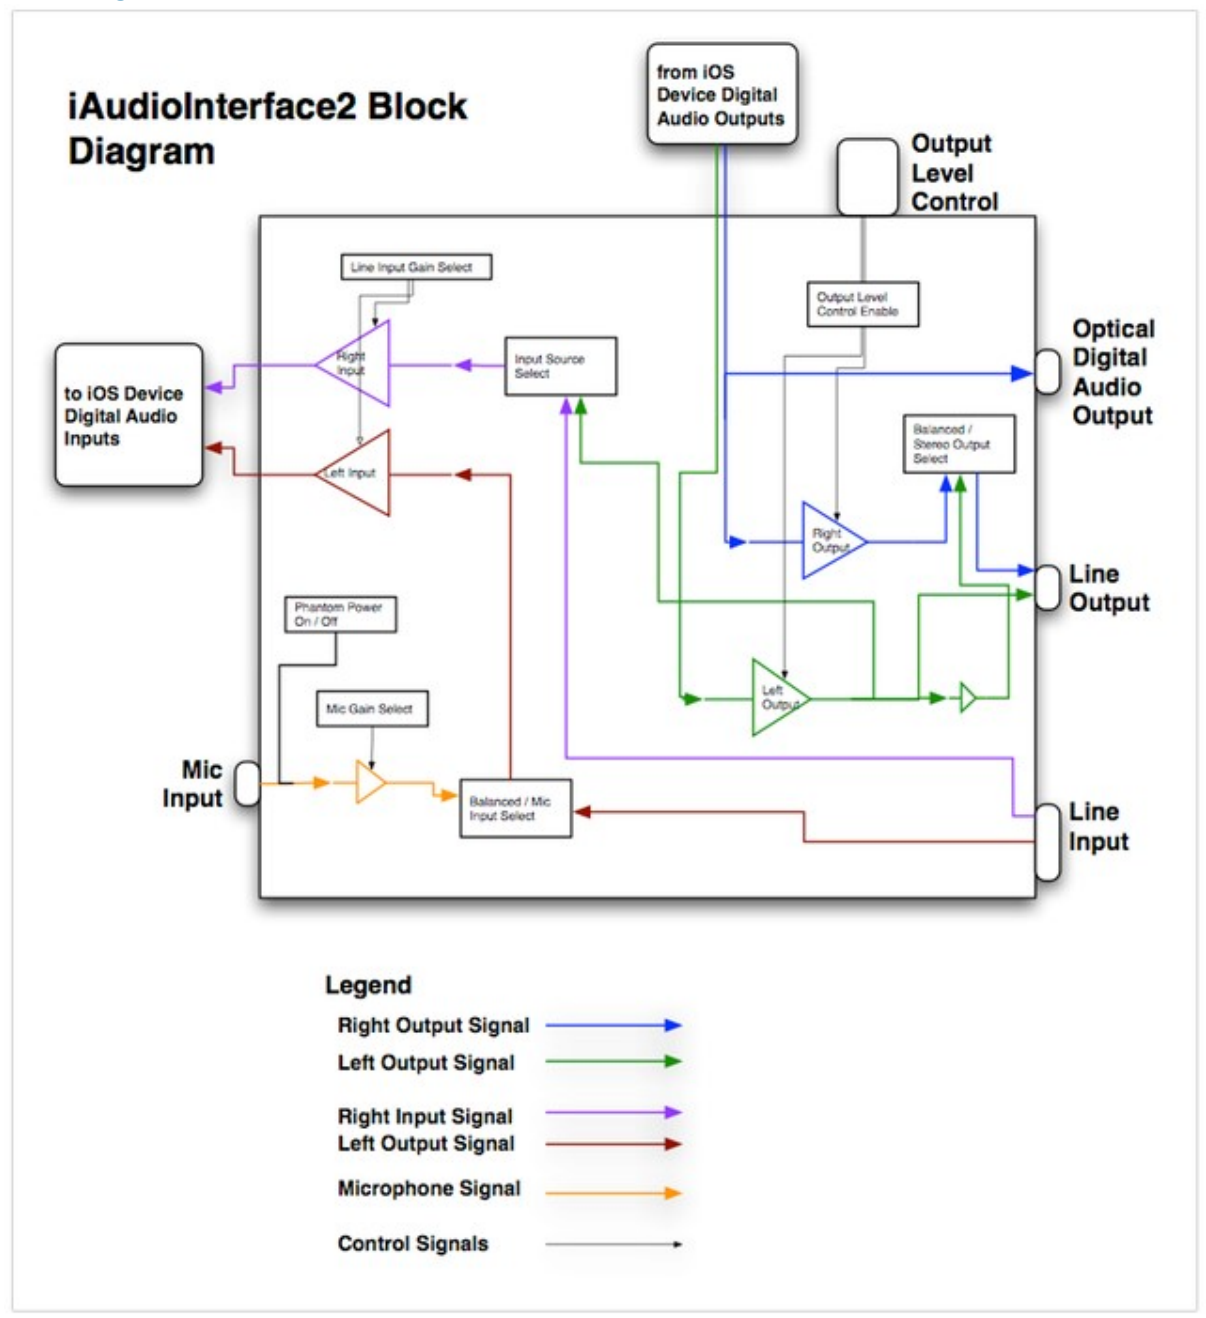 iAudioInterface2 Block
Diagram
from iOS
Device Digital
Audio Outputs
Output
Level
Control
Line Input Gain Select
Output Level
Control Enable
Right
Input
Input Source
Select
Optical
Digital
Audio
Output
to iOS Device
Digital Audio
Inputs
Left Input
Balanced /
Stereo Output
Select
Right
Output
Line
Output
Phantom Power
On / Off
Left
Output
Mic Gain Select
Mic
Input
Balanced / Mic
Input Select
Line
Input
Legend
Right Output Signal
Left Output Signal
Right Input Signal
Left Output Signal
Microphone Signal
Control Signals